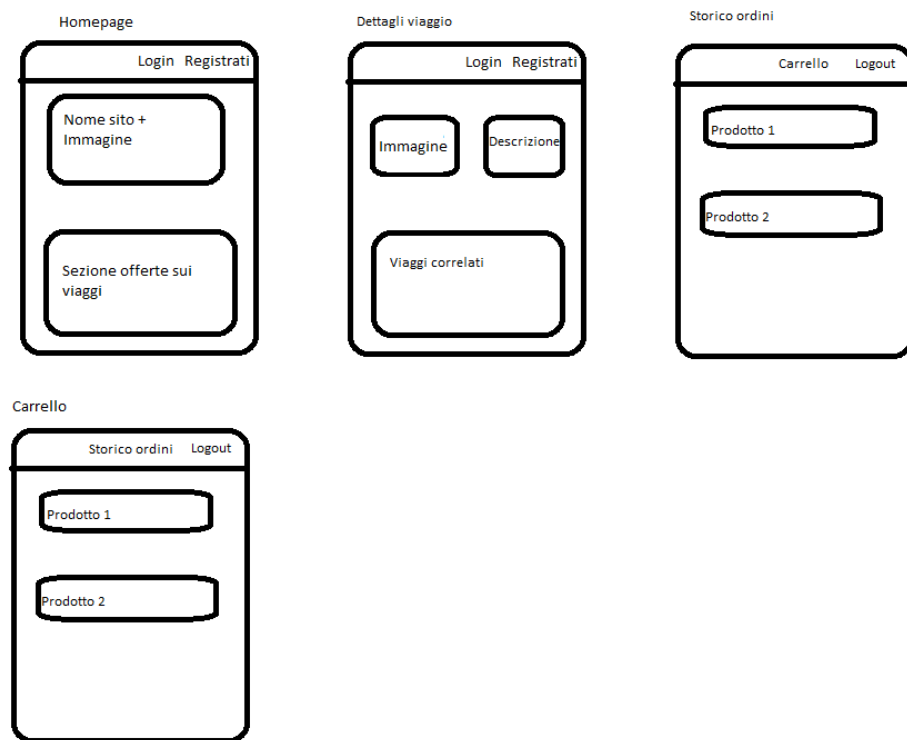 Homepage
Login Registrati
Nome sito +
Immagine
Sezione offerte sui
viaggi
Dettagli viaggio
Login Registrati
Immagine
Descrizione
Viaggi correlati
Storico ordini
Carrello Logout
Prodotto 1
Prodotto 2
Carrello
Storico ordini Logout
Prodotto 1
Prodotto 2